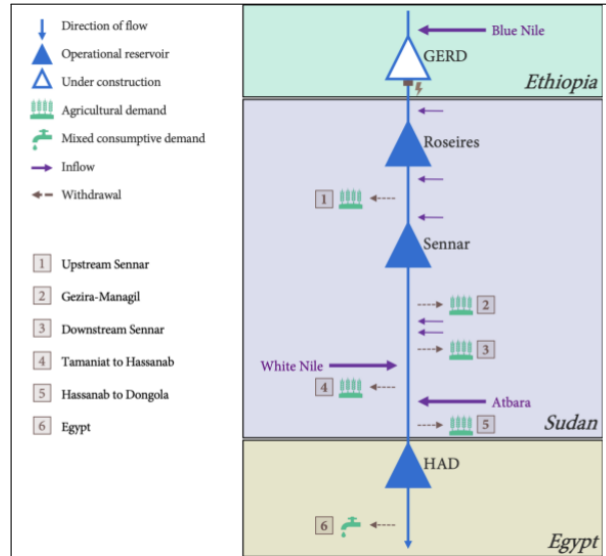 Direction of flow
Operational reservoir
Under construction
Agricultural demand
Mixed consumptive demand
Inflow
Withdrawal
1 Upstream Sennar
2 Gezira-Managil
3 Downstream Sennar
4 Tamaniat to Hassanab
5 Hassanab to Dongola
6 Egypt
Blue Nile
GERD
Ethiopia
Roseires
1
Sennar
2
3
White Nile
4
Atbara
5
Sudan
HAD
6
Egypt